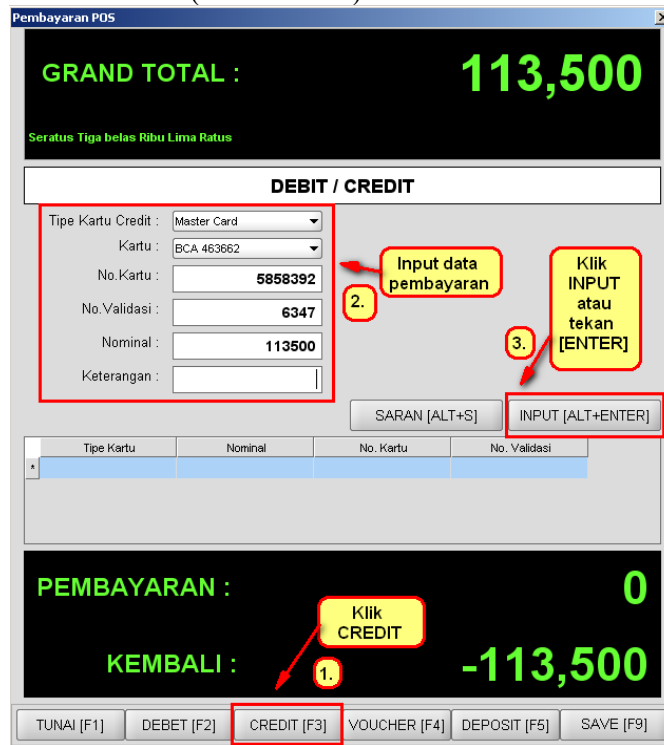 Pembayaran POS
GRAND TOTAL : 113,500
Seratus Tiga belas Ribu Lima Ratus
DEBIT / CREDIT
Tipe Kartu Credit : Master Card
Kartu : BCA 463662
No.Kartu : 5858392
No.Validasi : 6347
Nominal : 113500
Keterangan :
Input data
pembayaran
2.
Klik
INPUT
atau
tekan
[ENTER]
3.
SARAN [ALT+S] INPUT [ALT+ENTER]
Tipe Kartu Nominal No. Kartu No. Validasi
*
PEMBAYARAN : 0
Klik
CREDIT
1.
KEMBALI : -113,500
TUNAI [F1] DEBET [F2] CREDIT [F3] VOUCHER [F4] DEPOSIT [F5] SAVE [F9]